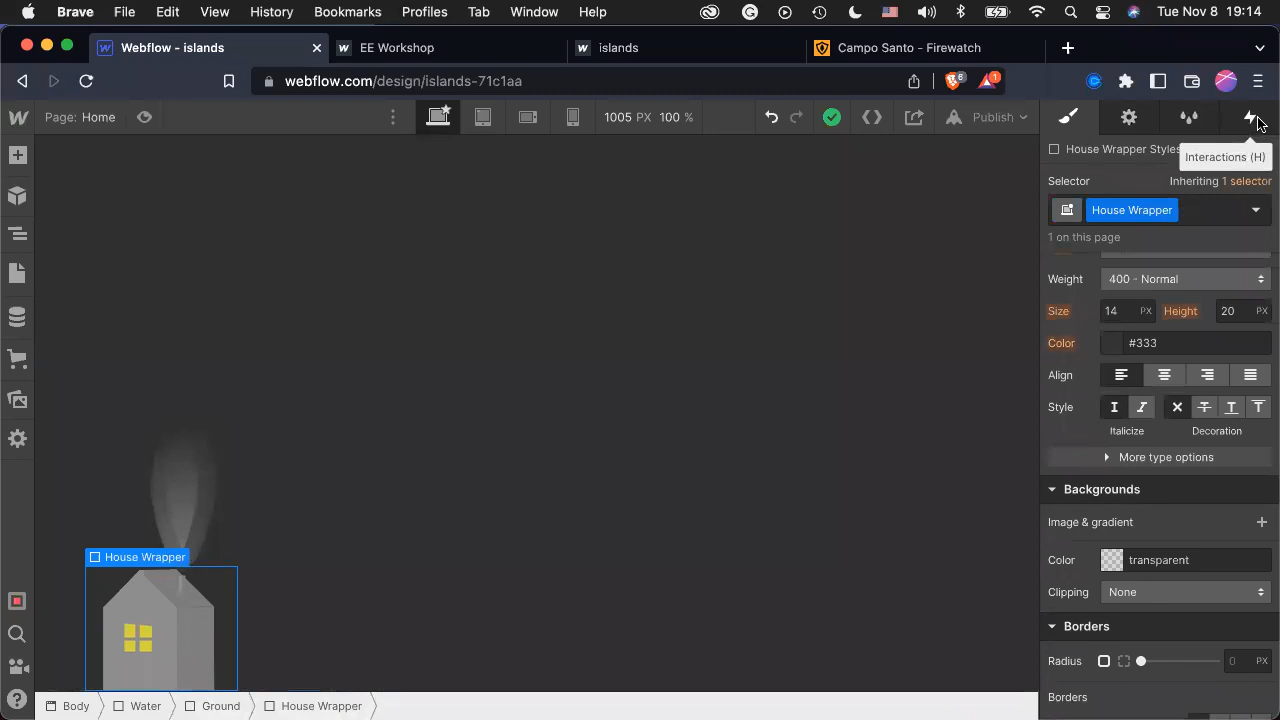 Brave File Edit View History Bookmarks Profiles Tab Window Help Tue Nov 8 19:14
Webflow - islands EE Workshop islands Campo Santo - Firewatch
webflow.com/design/islands-71c1aa 6 1
Page: Home 1005 PX 100 % Publish
House Wrapper Styles
Interactions (H)
Selector Inheriting 1 selector
House Wrapper
1 on this page
Weight 400 - Normal
Size 14 PX Height 20 PX
Color #333
Align
Style
Italicize Decoration
More type options
Backgrounds
Image & gradient
Color transparent
Clipping None
Borders
Radius 0 PX
Borders
House Wrapper
Body Water Ground House Wrapper